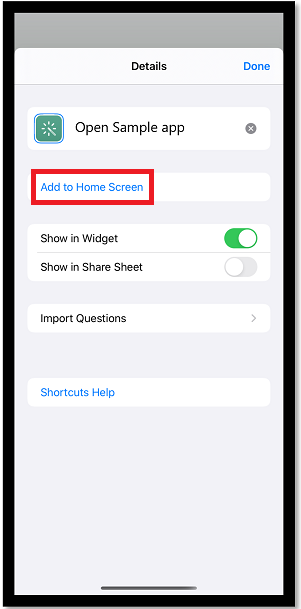 Details
Done
Open Sample app
Add to Home Screen
Show in Widget
Show in Share Sheet
Import Questions
Shortcuts Help